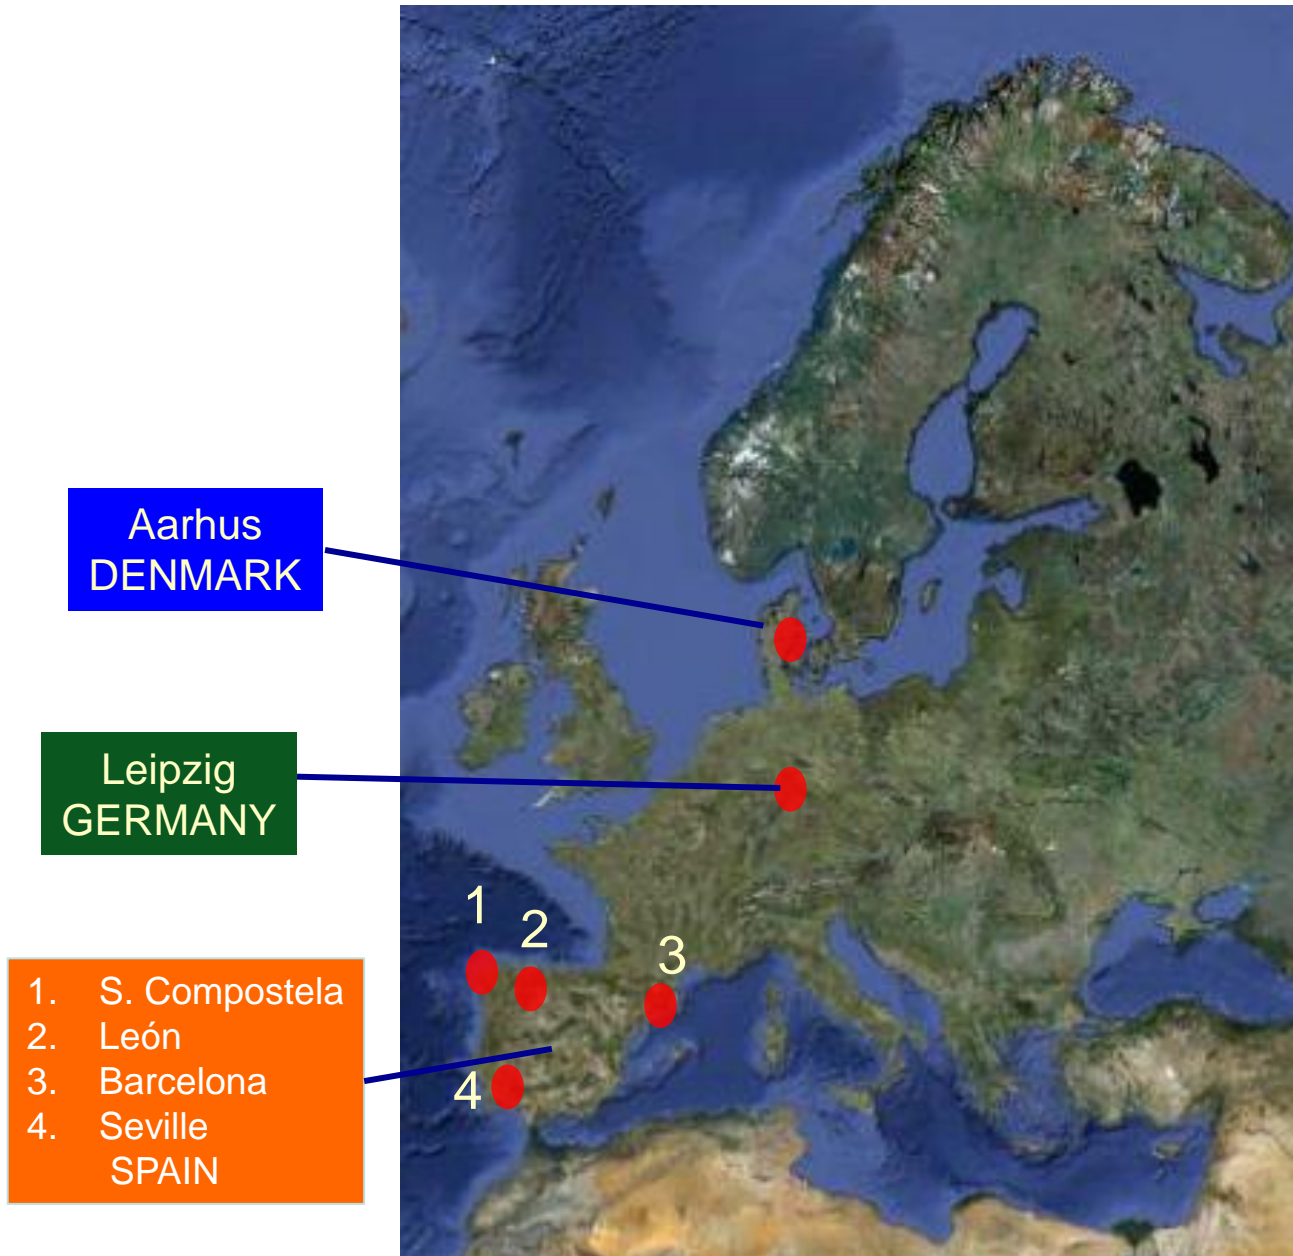 Aarhus
DENMARK
Leipzig
GERMANY
1
2
3
4
1. S. Compostela
2. León
3. Barcelona
4. Seville
SPAIN